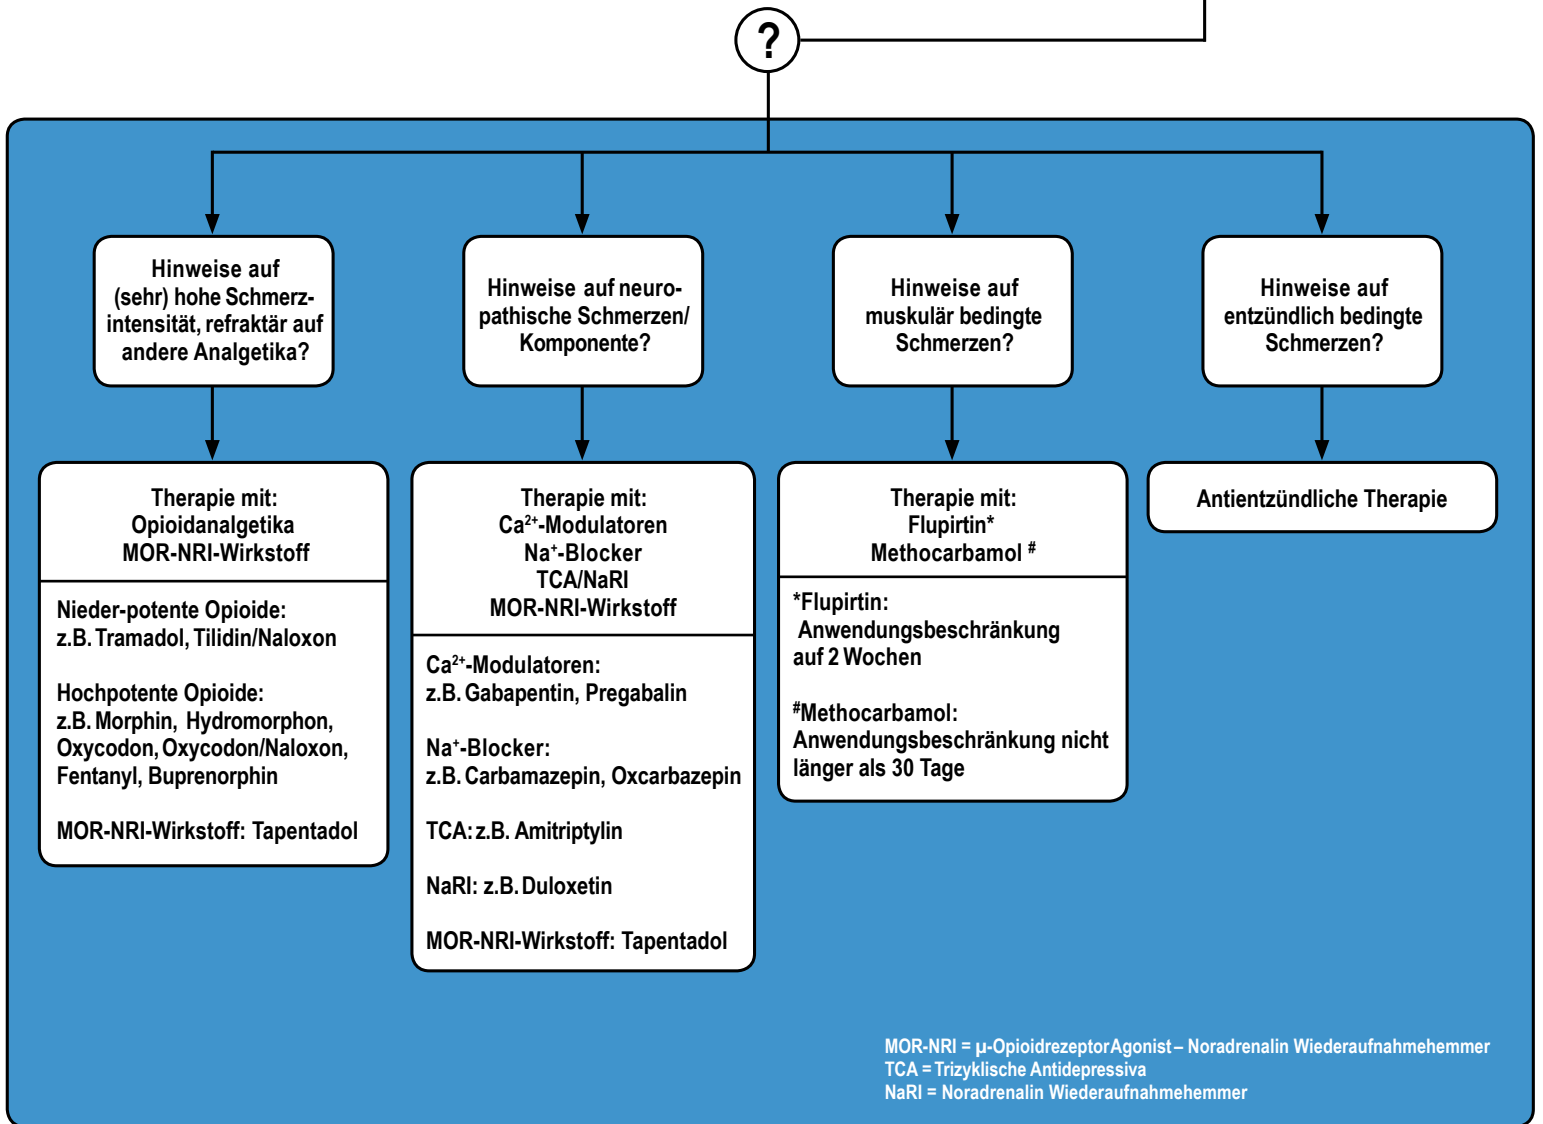 ?
Hinweise auf
(sehr) hohe Schmerz-
intensität, refraktär auf
andere Analgetika?
Hinweise auf neuro-
pathische Schmerzen/
Komponente?
Hinweise auf
muskulär bedingte
Schmerzen?
Hinweise auf
entzündlich bedingte
Schmerzen?
Therapie mit:
Opioidanalgetika
MOR-NRI-Wirkstoff
Nieder-potente Opioide:
z.B. Tramadol, Tilidin/Naloxon
Hochpotente Opioide:
z.B. Morphin, Hydromorphon,
Oxycodon, Oxycodon/Naloxon,
Fentanyl, Buprenorphin
MOR-NRI-Wirkstoff: Tapentadol
Therapie mit:
Ca²⁺-Modulatoren
Na⁺-Blocker
TCA/NaRI
MOR-NRI-Wirkstoff
Ca²⁺-Modulatoren:
z.B. Gabapentin, Pregabalin
Na⁺-Blocker:
z.B. Carbamazepin, Oxcarbazepin
TCA: z.B. Amitriptylin
NaRI: z.B. Duloxetin
MOR-NRI-Wirkstoff: Tapentadol
Therapie mit:
Flupirtin*
Methocarbamol #
*Flupirtin:
Anwendungsbeschränkung
auf 2 Wochen
#Methocarbamol:
Anwendungsbeschränkung nicht
länger als 30 Tage
Antientzündliche Therapie
MOR-NRI = µ-OpioidrezeptorAgonist – Noradrenalin Wiederaufnahmehemmer
TCA = Trizyklische Antidepressiva
NaRI = Noradrenalin Wiederaufnahmehemmer